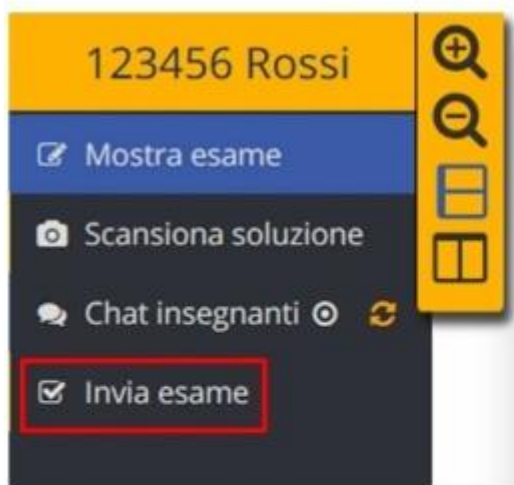 123456 Rossi
Mostra esame
Scansiona soluzione
Chat insegnanti
Invia esame